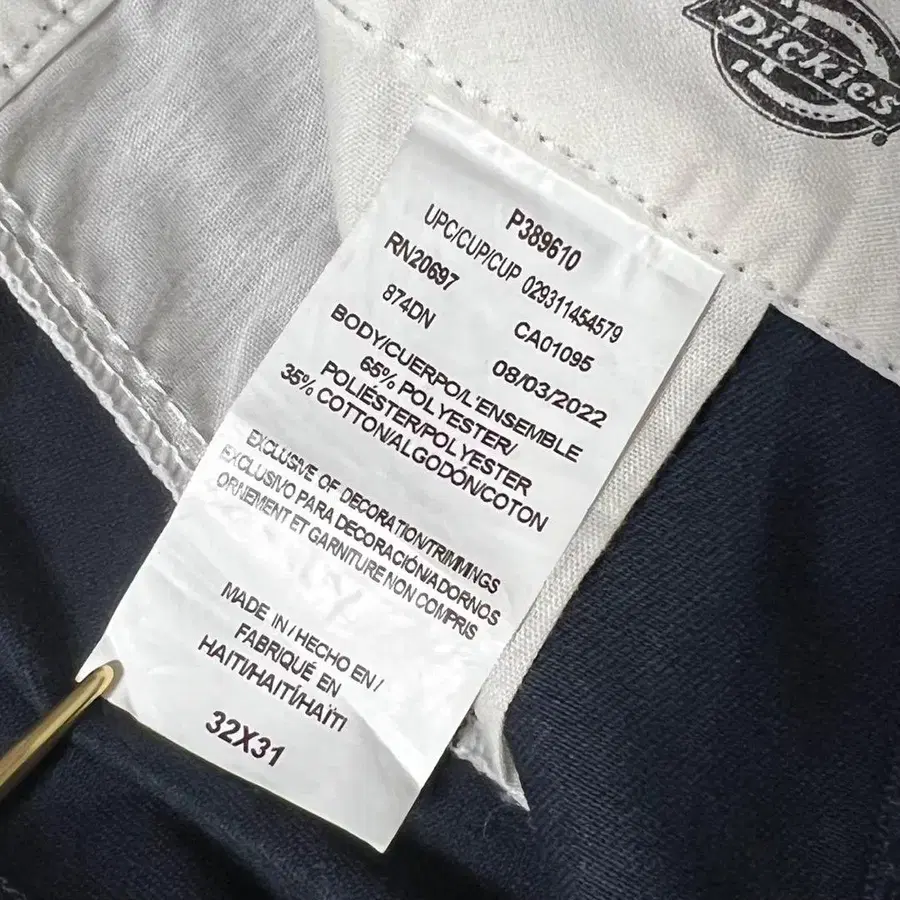 Dickies
P389610
UPC/CUP/CUP 029311454579
RN20697 CA01095
874DN 08/03/2022
BODY/CUERPO/L'ENSEMBLE
65% POLYESTER/
POLIÉSTER/POLYESTER
35% COTTON/ALGODÓN/COTON
EXCLUSIVE OF DECORATION/TRIMMINGS
EXCLUSIVO PARA DECORACIÓN/ADORNOS
ORNEMENT ET GARNITURE NON COMPRIS
MADE IN / HECHO EN /
FABRIQUÉ EN
HAITI/HAITÍ/HAÏTI
32X31